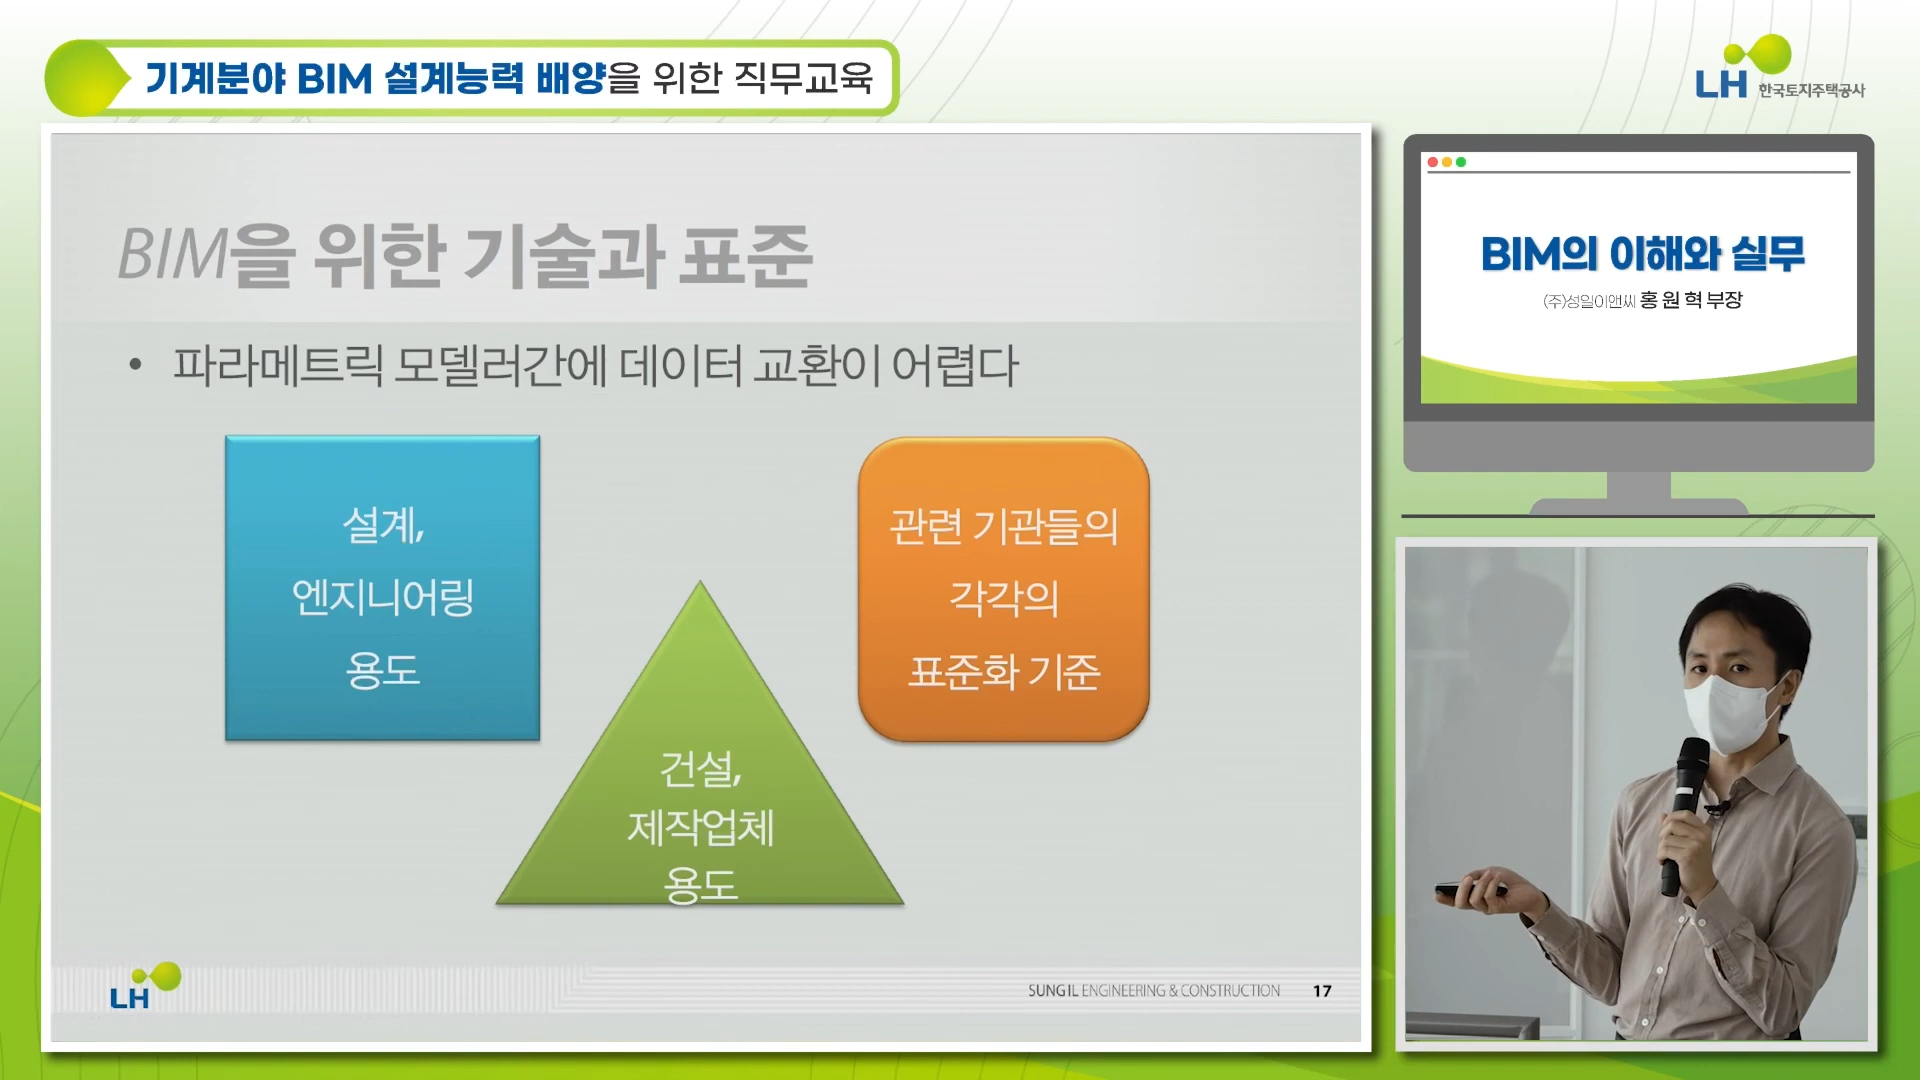 기계분야 BIM 설계능력 배양을 위한 직무교육
LH 한국토지주택공사
BIM을 위한 기술과 표준
• 파라메트릭 모델러간에 데이터 교환이 어렵다
설계,
엔지니어링
용도
건설,
제작업체
용도
관련 기관들의
각각의
표준화 기준
LH
SUNG IL ENGINEERING & CONSTRUCTION 17
BIM의 이해와 실무
(주)성일이앤씨 홍원혁 부장